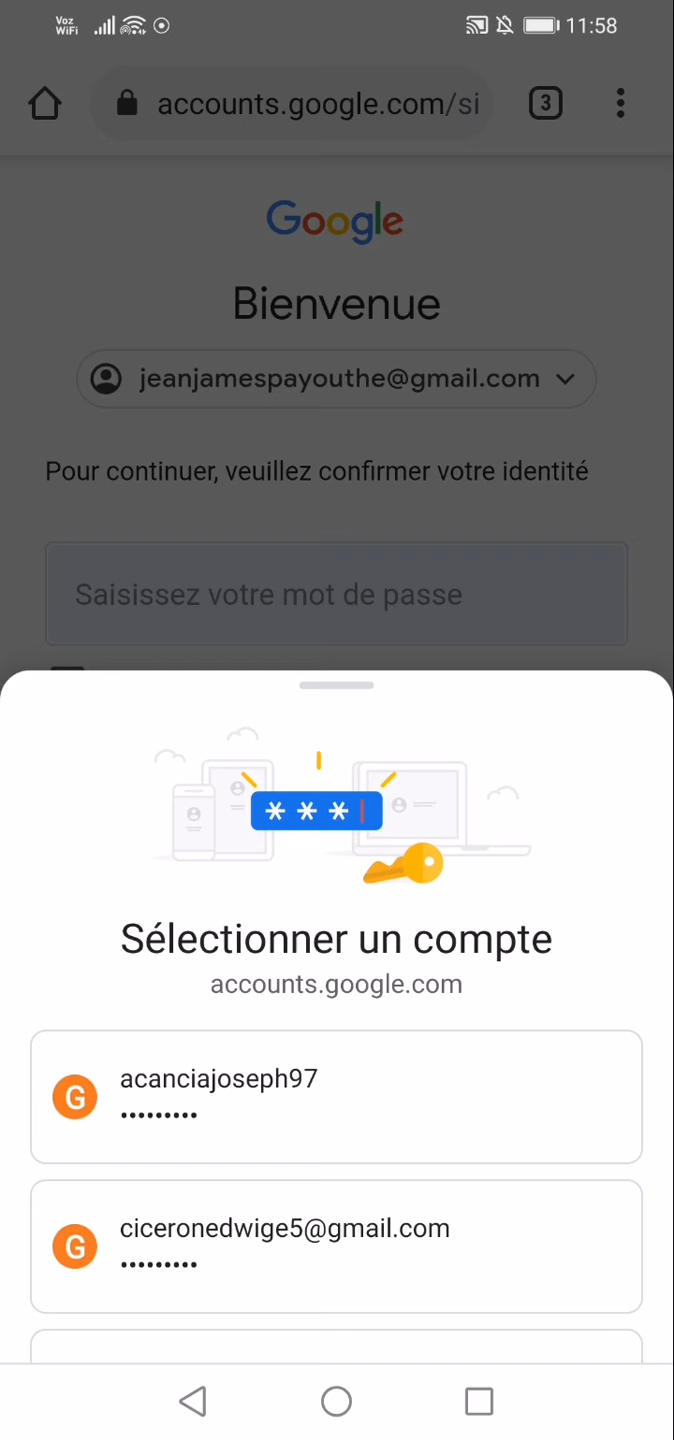 Voz
WiFi
11:58
accounts.google.com/si
3
Google
Bienvenue
jeanjamespayouthe@gmail.com
Pour continuer, veuillez confirmer votre identité
Saisissez votre mot de passe
***
Sélectionner un compte
accounts.google.com
G
acanciajoseph97
•••••••••
G
ciceronedwige5@gmail.com
•••••••••